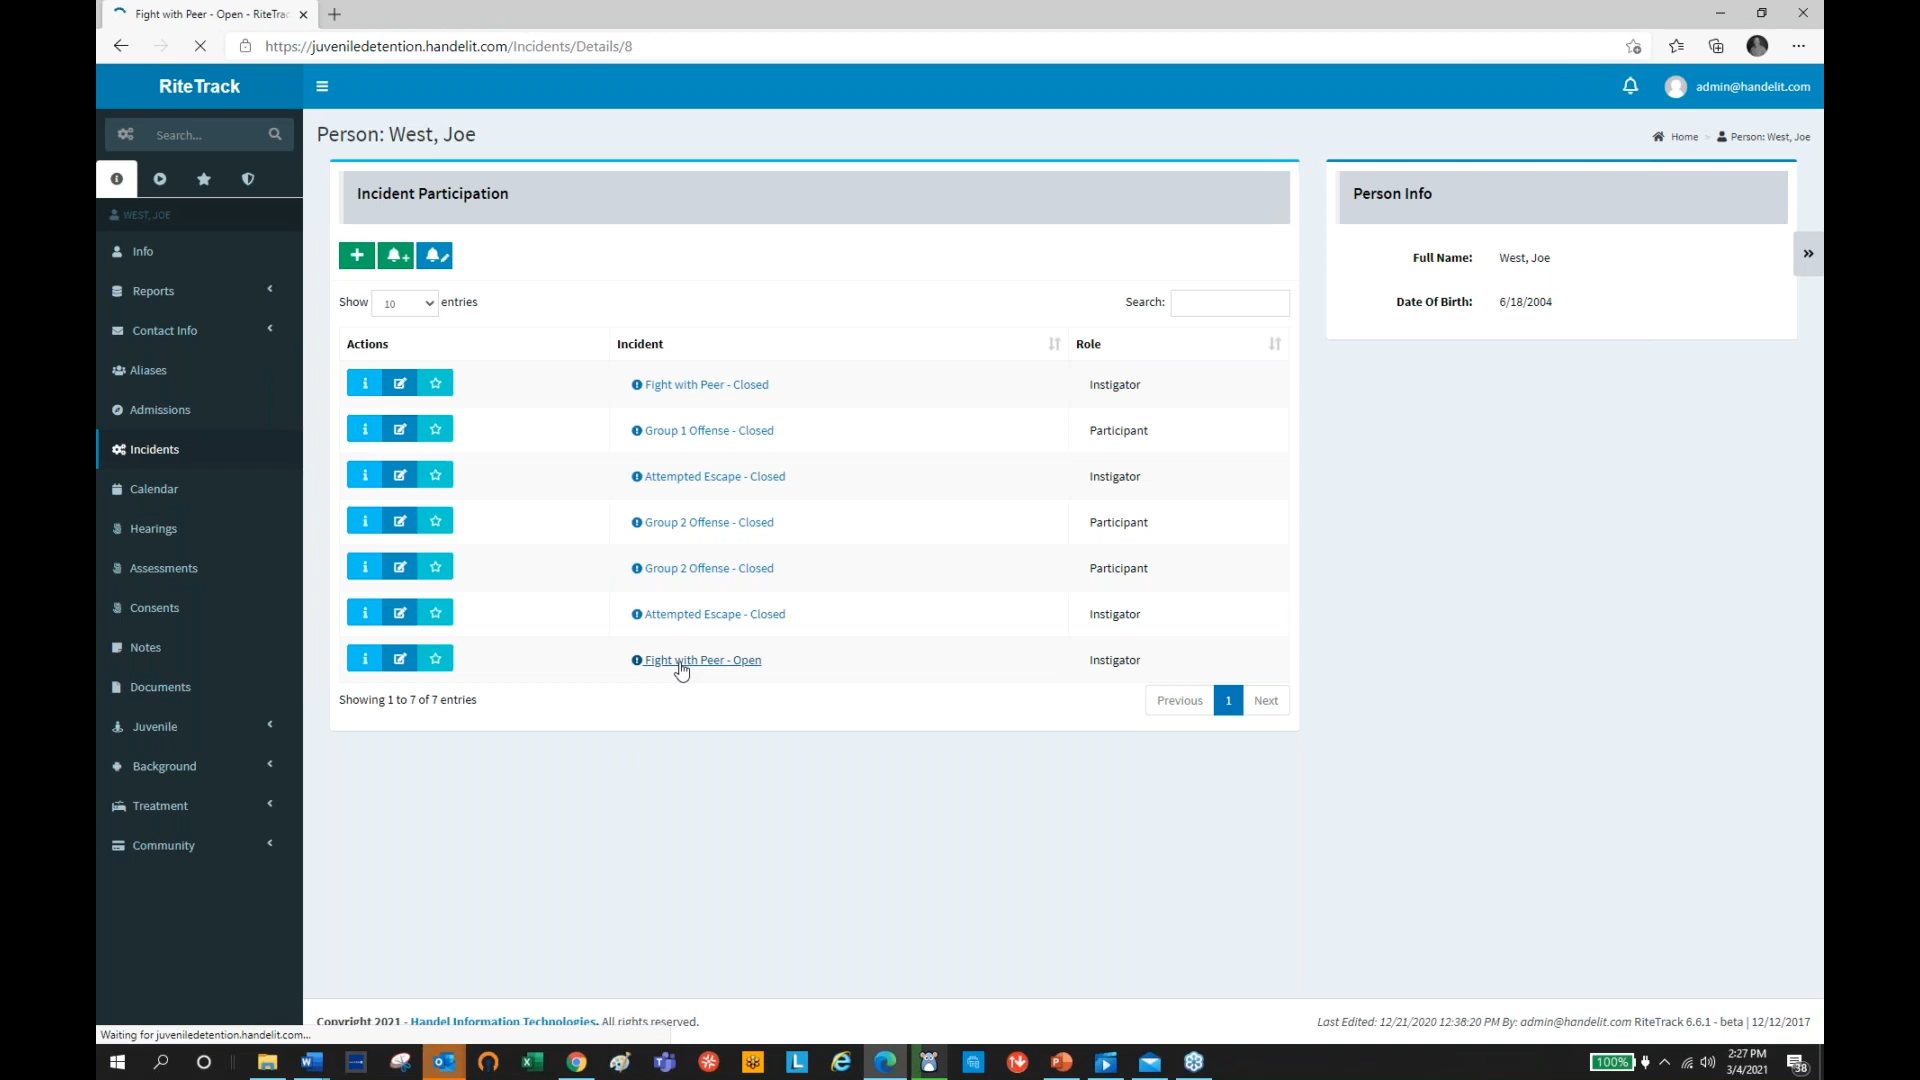 Fight with Peer - Open - RiteTrac
https://juveniledetention.handelit.com/Incidents/Details/8
RiteTrack
admin@handelit.com
Search...
Person: West, Joe
Home
Person: West, Joe
WEST, JOE
Info
Reports
Contact Info
Aliases
Admissions
Incidents
Calendar
Hearings
Assessments
Consents
Notes
Documents
Juvenile
Background
Treatment
Community
Incident Participation
Show 10 entries
Search:
Actions Incident Role
Fight with Peer - Closed Instigator
Group 1 Offense - Closed Participant
Attempted Escape - Closed Instigator
Group 2 Offense - Closed Participant
Group 2 Offense - Closed Participant
Attempted Escape - Closed Instigator
Fight with Peer - Open Instigator
Showing 1 to 7 of 7 entries
Previous 1 Next
Person Info
Full Name: West, Joe
Date Of Birth: 6/18/2004
Copyright 2021 - Handel Information Technologies. All rights reserved.
Last Edited: 12/21/2020 12:38:20 PM By: admin@handelit.com RiteTrack 6.6.1 - beta | 12/12/2017
Waiting for juveniledetention.handelit.com...
100%
2:27 PM
3/4/2021
38